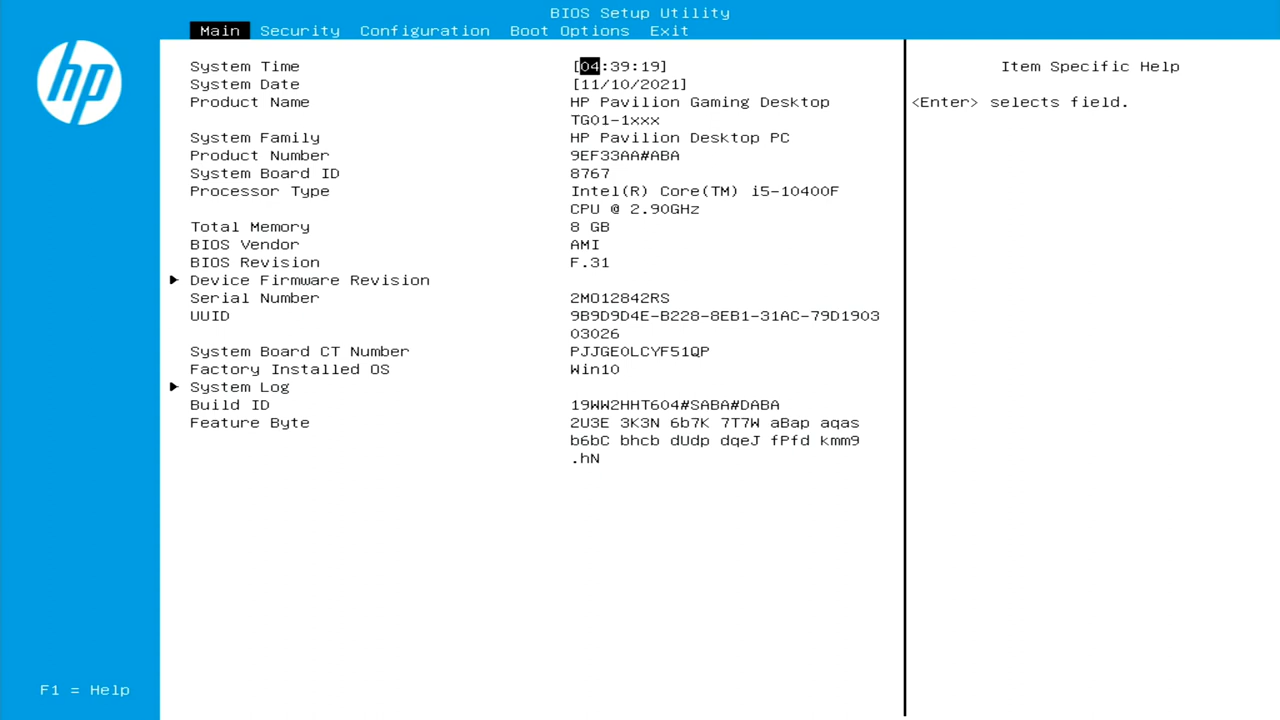 BIOS Setup Utility
Main Security Configuration Boot Options Exit
hp
System Time [04:39:19] Item Specific Help
System Date [11/10/2021]
Product Name HP Pavilion Gaming Desktop <Enter> selects field.
TG01-1xxx
System Family HP Pavilion Desktop PC
Product Number 9EF33AA#ABA
System Board ID 8767
Processor Type Intel(R) Core(TM) i5-10400F
CPU @ 2.90GHz
Total Memory 8 GB
BIOS Vendor AMI
BIOS Revision F.31
Device Firmware Revision
Serial Number 2M012842RS
UUID 9B9D9D4E-B228-8EB1-31AC-79D1903
03026
System Board CT Number PJJGE0LCYF51QP
Factory Installed OS Win10
System Log
Build ID 19WW2HHT604#SABA#DABA
Feature Byte 2U3E 3K3N 6b7K 7T7W aBap aqas
b6bC bhcb dUdp dqeJ fPfd kmm9
.hN
F1 = Help